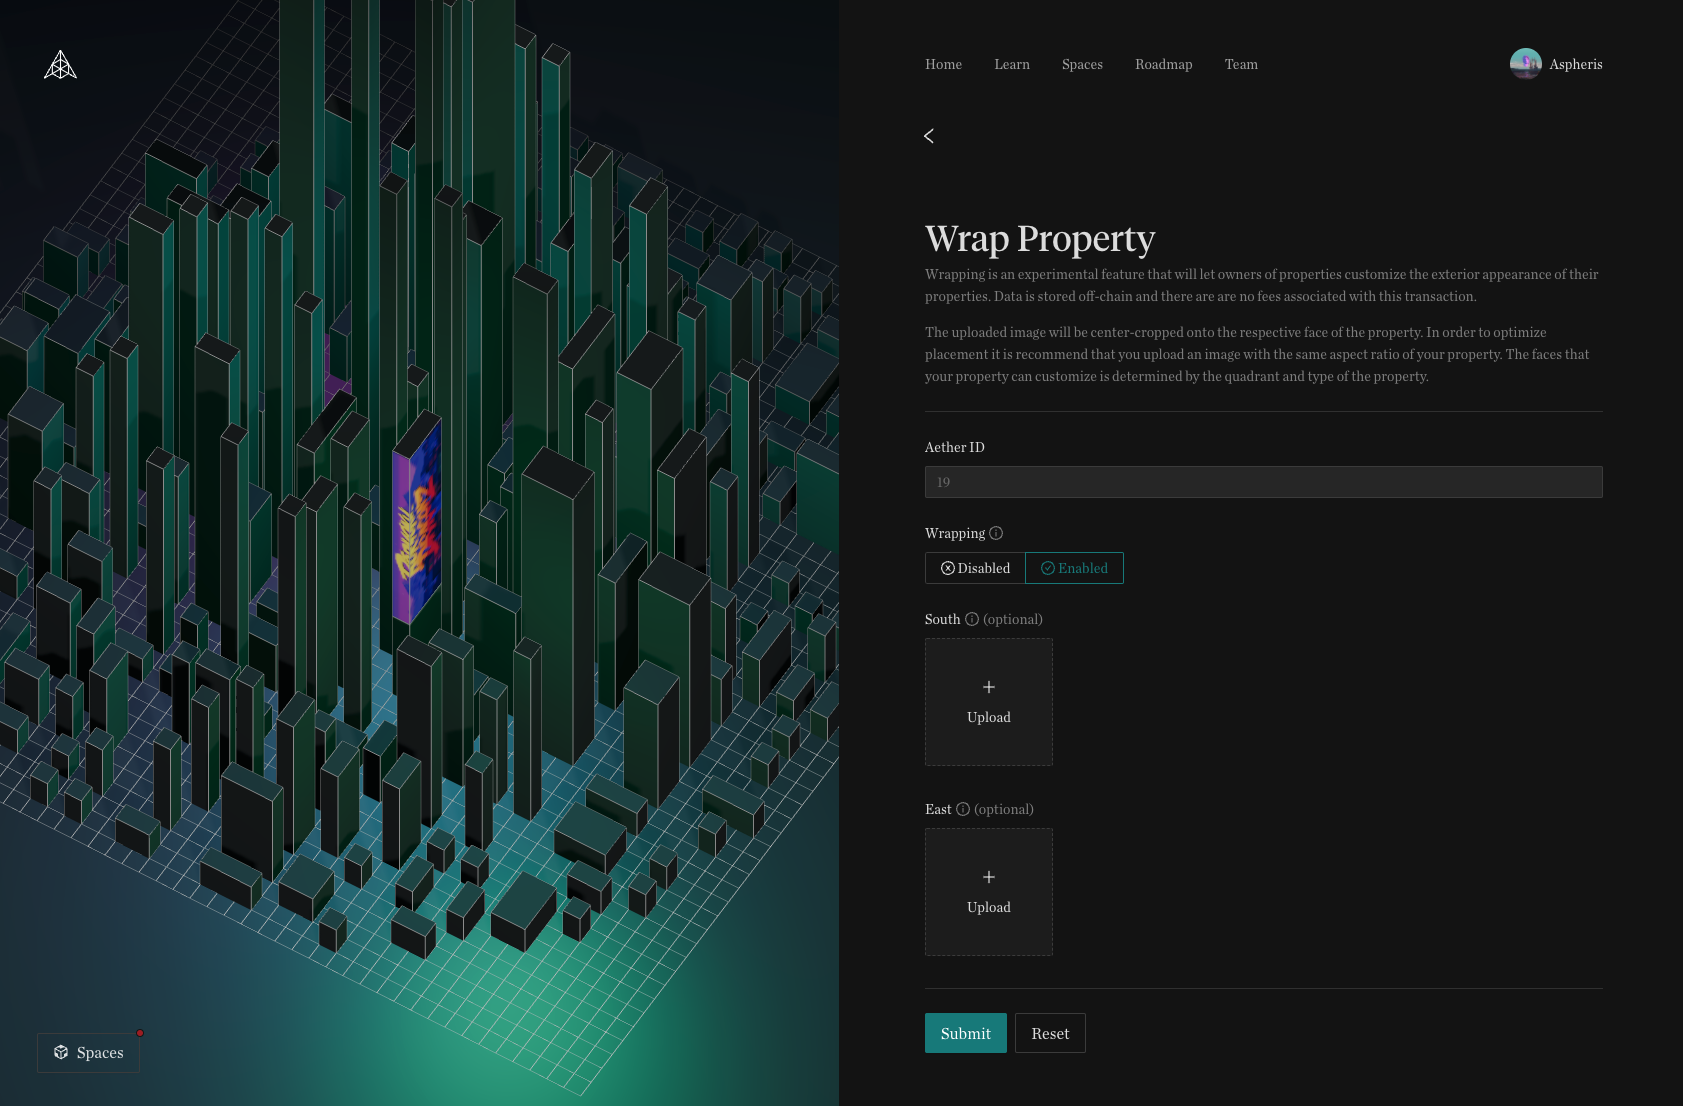 Home Learn Spaces Roadmap Team Aspheris
Wrap Property
Wrapping is an experimental feature that will let owners of properties customize the exterior appearance of their
properties. Data is stored off-chain and there are are no fees associated with this transaction.
The uploaded image will be center-cropped onto the respective face of the property. In order to optimize
placement it is recommend that you upload an image with the same aspect ratio of your property. The faces that
your property can customize is determined by the quadrant and type of the property.
Aether ID
19
Wrapping
Disabled Enabled
South (optional)
Upload
East (optional)
Upload
Submit Reset
Spaces